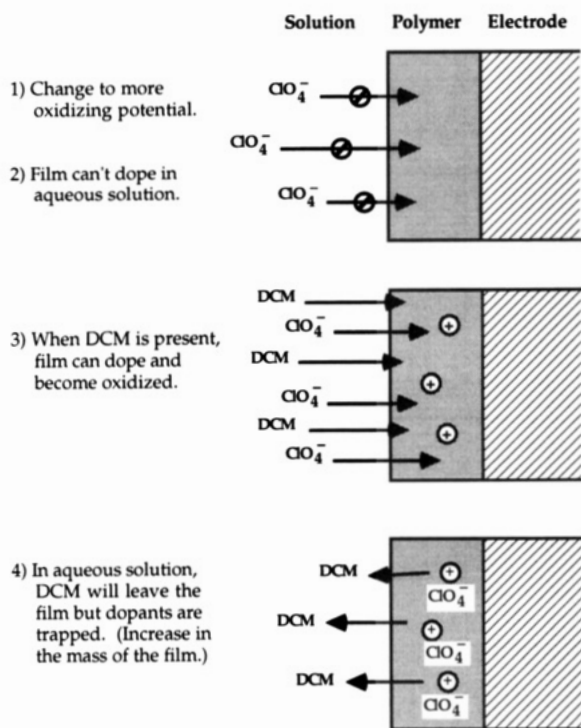 Solution Polymer Electrode
1) Change to more
oxidizing potential.
ClO₄⁻
ClO₄⁻
2) Film can't dope in
aqueous solution.
ClO₄⁻
DCM
ClO₄⁻
+
3) When DCM is present,
film can dope and
become oxidized.
DCM
+
ClO₄⁻
DCM
+
ClO₄⁻
4) In aqueous solution,
DCM will leave the
film but dopants are
trapped. (Increase in
the mass of the film.)
DCM
+
ClO₄⁻
DCM
+
ClO₄⁻
DCM
+
ClO₄⁻